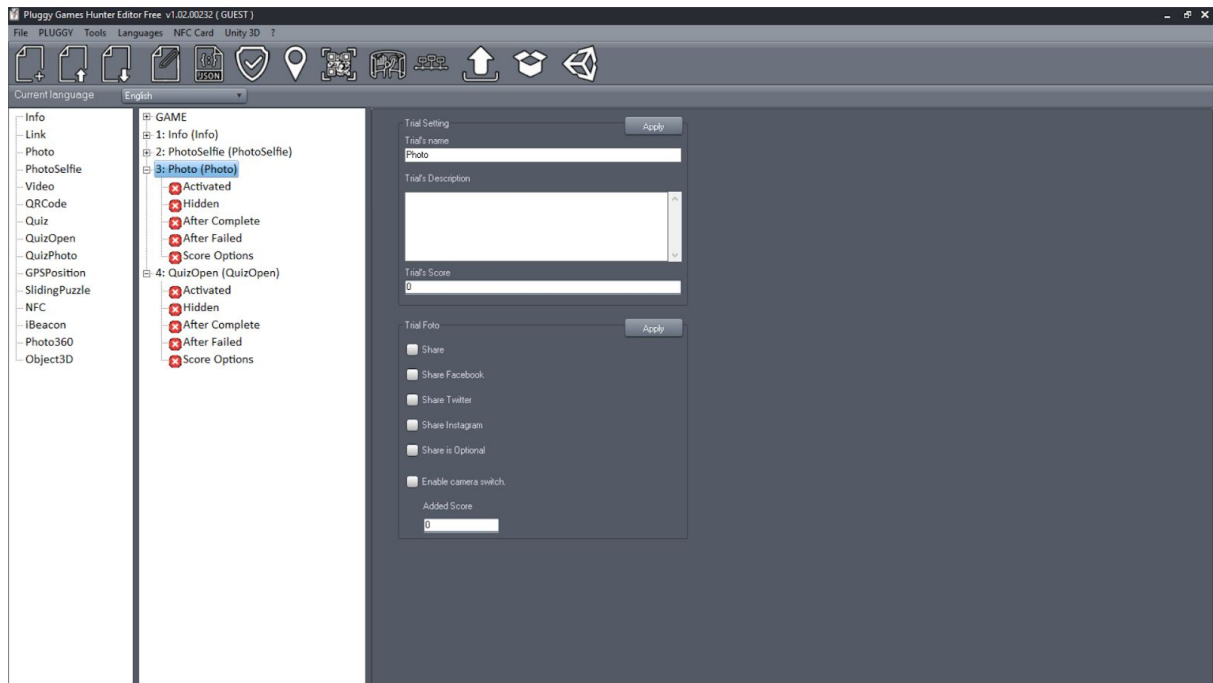 Pluggy Games Hunter Editor Free v1.02.00232 ( GUEST )
File PLUGGY Tools Languages NFC Card Unity 3D ?
JSON
Current language English
Info
Link
Photo
PhotoSelfie
Video
QRCode
Quiz
QuizOpen
QuizPhoto
GPSPosition
SlidingPuzzle
NFC
iBeacon
Photo360
Object3D
GAME
1: Info (Info)
2: PhotoSelfie (PhotoSelfie)
3: Photo (Photo)
Activated
Hidden
After Complete
After Failed
Score Options
4: QuizOpen (QuizOpen)
Activated
Hidden
After Complete
After Failed
Score Options
Trial Setting
Apply
Trial's name
Photo
Trial's Description
Trial's Score
0
Trial Foto
Apply
Share
Share Facebook
Share Twitter
Share Instagram
Share is Optional
Enable camera switch.
Added Score
0